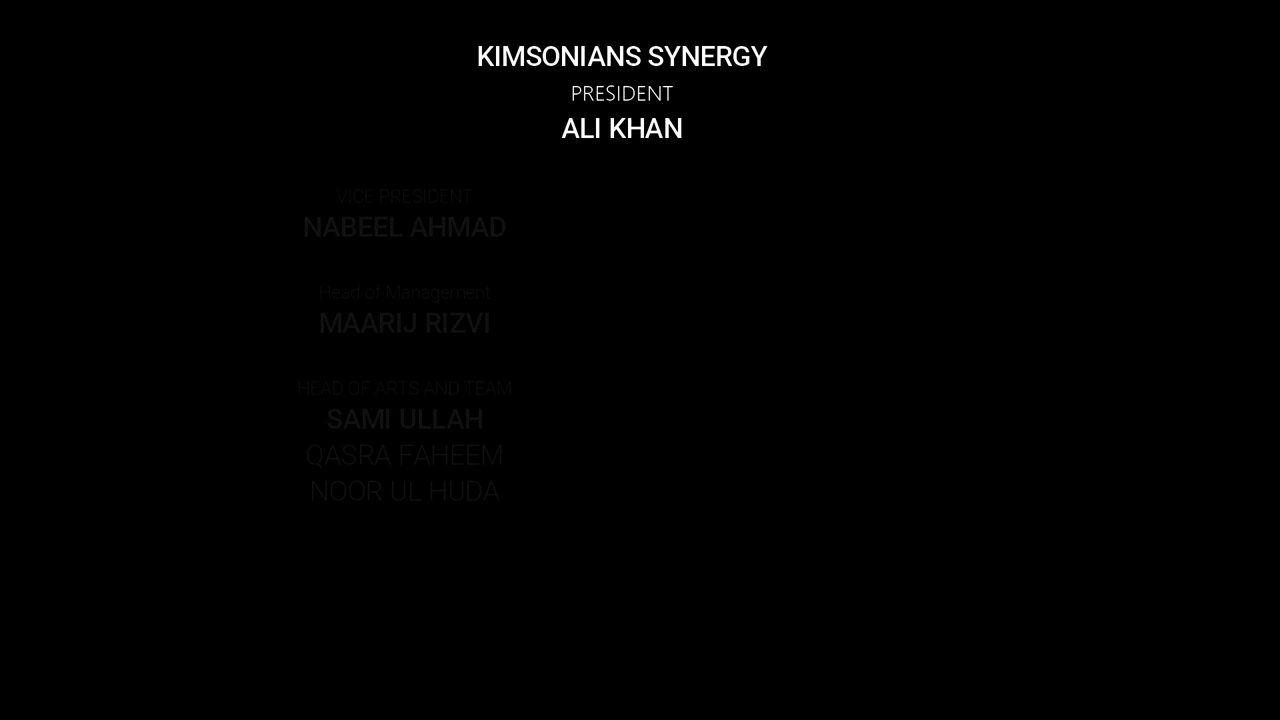 KIMSONIANS SYNERGY
PRESIDENT
ALI KHAN
VICE PRESIDENT
NABEEL AHMAD
Head of Management
MAARIJ RIZVI
HEAD OF ARTS AND TEAM
SAMI ULLAH
QASRA FAHEEM
NOOR UL HUDA